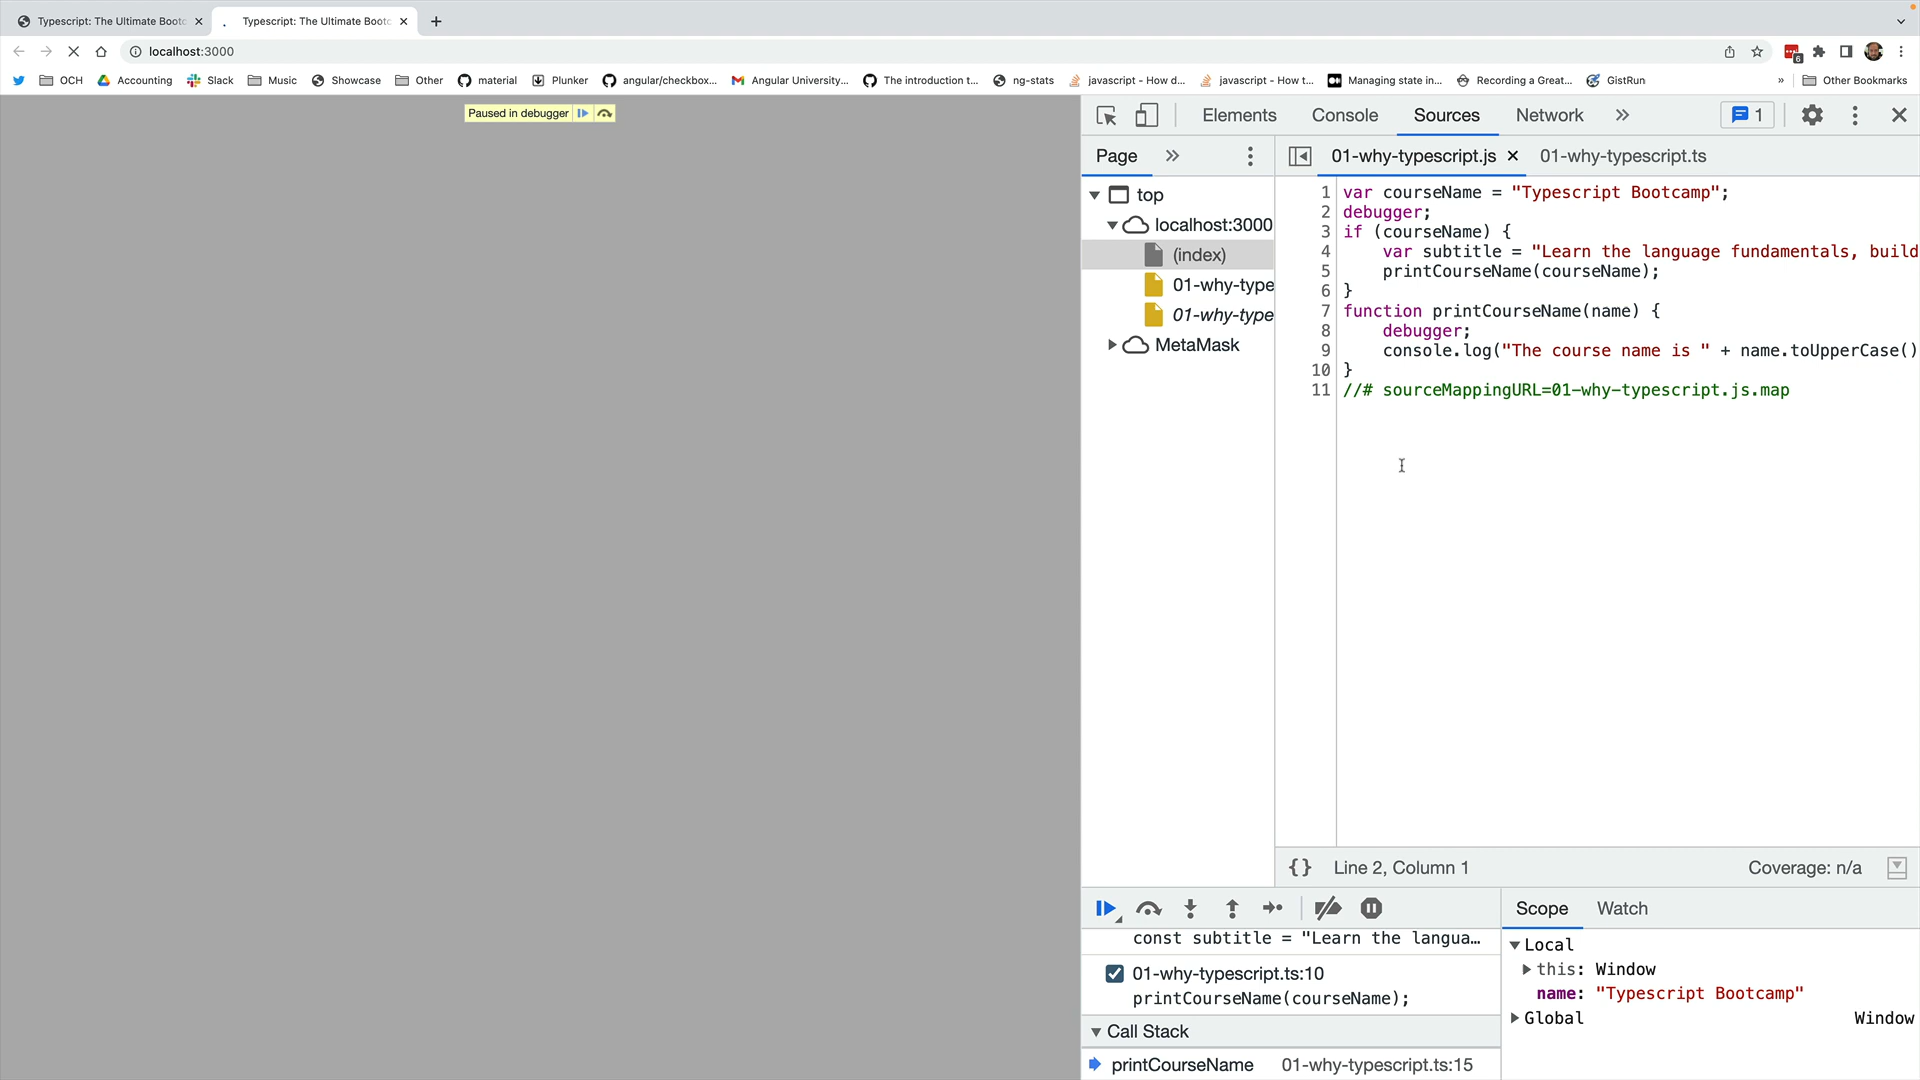 Typescript: The Ultimate Bootc
Typescript: The Ultimate Bootc
localhost:3000
6
OCH
Accounting
Slack
Music
Showcase
Other
material
Plunker
angular/checkbox...
Angular University...
The introduction t...
ng-stats
javascript - How d...
javascript - How t...
Managing state in...
Recording a Great...
GistRun
»
Other Bookmarks
Paused in debugger
Elements
Console
Sources
Network
1
Page
01-why-typescript.js
01-why-typescript.ts
top
localhost:3000
(index)
01-why-type
01-why-type
MetaMask
1 var courseName = "Typescript Bootcamp";
2 debugger;
3 if (courseName) {
4 var subtitle = "Learn the language fundamentals, build
5 printCourseName(courseName);
6 }
7 function printCourseName(name) {
8 debugger;
9 console.log("The course name is " + name.toUpperCase()
10 }
11 //# sourceMappingURL=01-why-typescript.js.map
{} Line 2, Column 1
Coverage: n/a
const subtitle = "Learn the langua…
01-why-typescript.ts:10
printCourseName(courseName);
Call Stack
printCourseName 01-why-typescript.ts:15
Scope
Watch
Local
this: Window
name: "Typescript Bootcamp"
Global Window